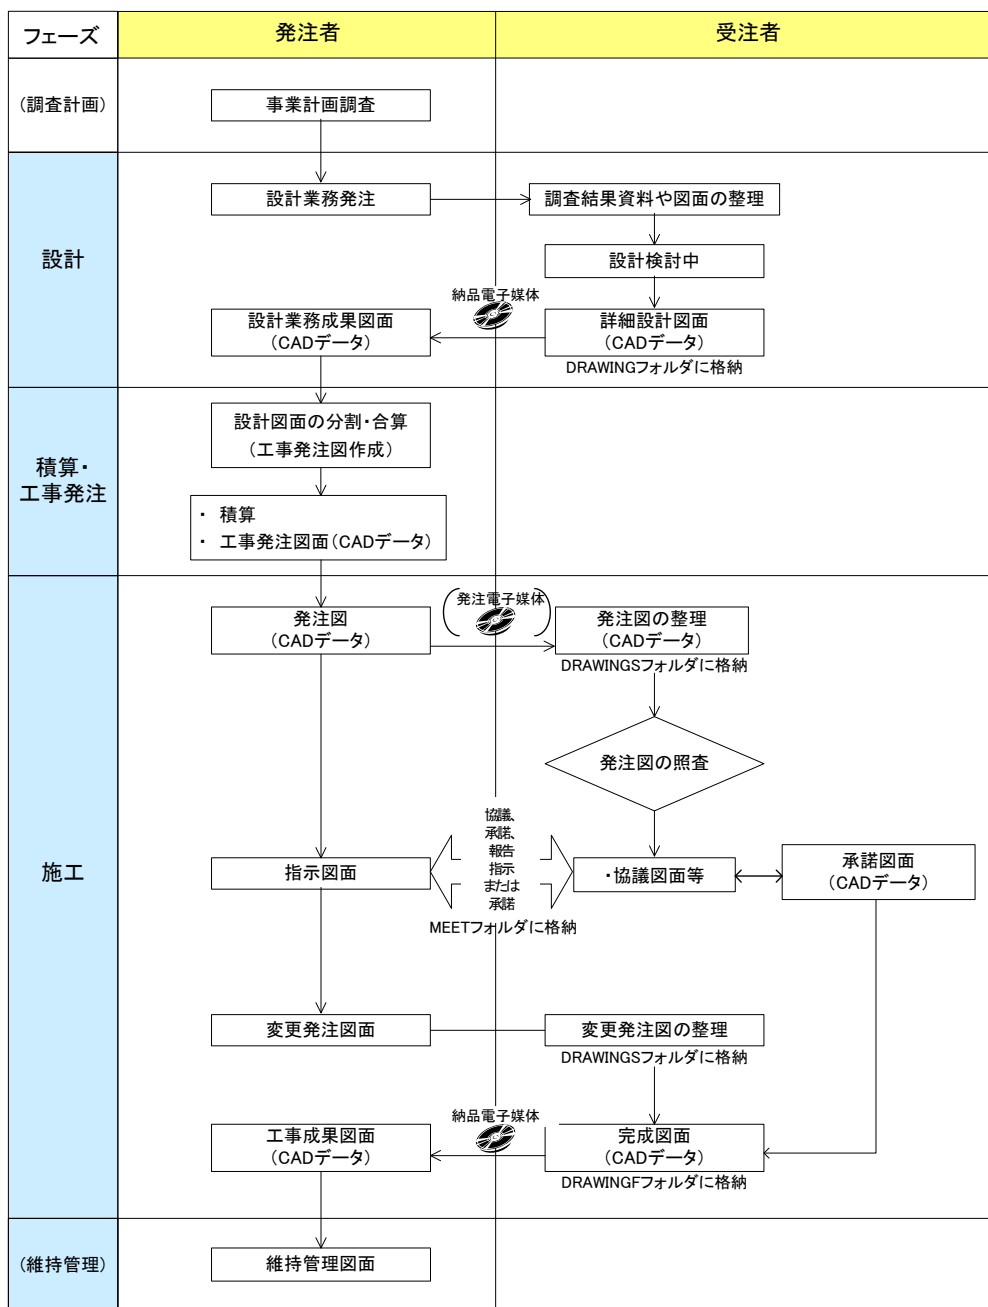 フェーズ
発注者
受注者
(調査計画)
事業計画調査
設計
設計業務発注
調査結果資料や図面の整理
設計検討中
納品電子媒体
設計業務成果図面
(CADデータ)
詳細設計図面
(CADデータ)
DRAWINGフォルダに格納
積算・
工事発注
設計図面の分割・合算
(工事発注図作成)
・ 積算
・ 工事発注図面(CADデータ)
施工
発注図
(CADデータ)
発注電子媒体
発注図の整理
(CADデータ)
DRAWINGSフォルダに格納
発注図の照査
協議、
承諾、
報告
指示
または
承諾
指示図面
・協議図面等
承諾図面
(CADデータ)
MEETフォルダに格納
変更発注図面
変更発注図の整理
DRAWINGSフォルダに格納
納品電子媒体
工事成果図面
(CADデータ)
完成図面
(CADデータ)
DRAWINGFフォルダに格納
(維持管理)
維持管理図面